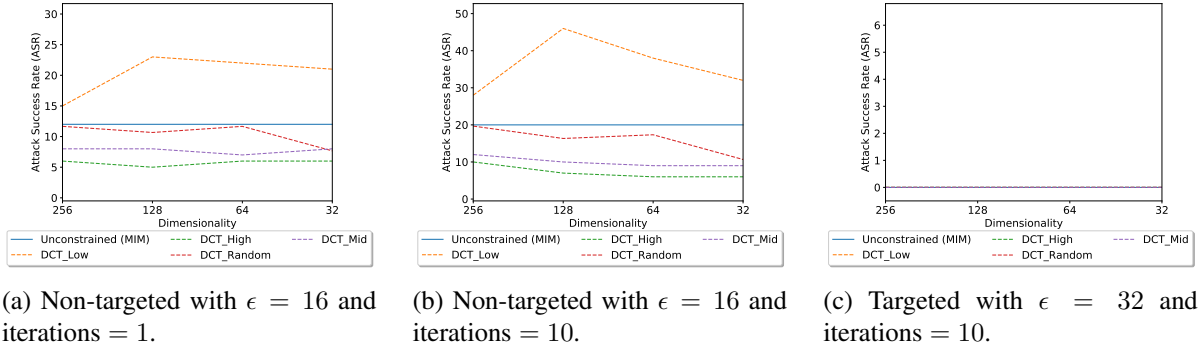 30
25
20
15
10
5
0
Attack Success Rate (ASR)
256 128 64 32
Dimensionality
Unconstrained (MIM) DCT_High DCT_Mid
DCT_Low DCT_Random
(a) Non-targeted with ϵ = 16 and
iterations = 1.
50
40
30
20
10
0
Attack Success Rate (ASR)
256 128 64 32
Dimensionality
Unconstrained (MIM) DCT_High DCT_Mid
DCT_Low DCT_Random
(b) Non-targeted with ϵ = 16 and
iterations = 10.
6
5
4
3
2
1
0
Attack Success Rate (ASR)
256 128 64 32
Dimensionality
Unconstrained (MIM) DCT_High DCT_Mid
DCT_Low DCT_Random
(c) Targeted with ϵ = 32 and
iterations = 10.